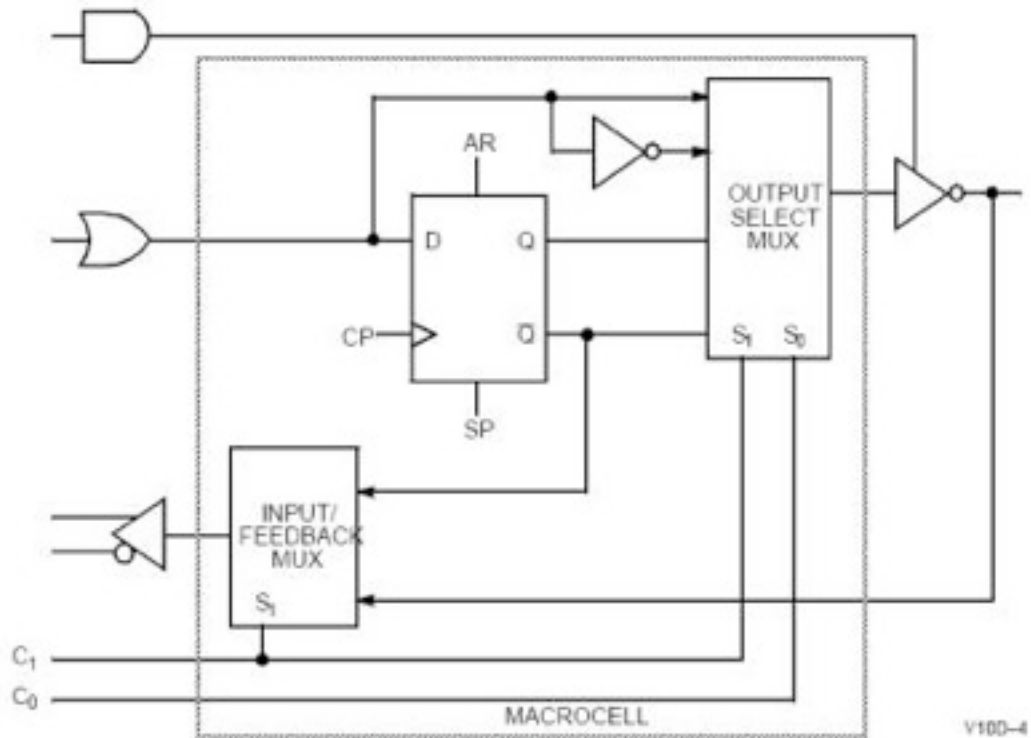 AR
OUTPUT
SELECT
MUX
D
Q
CP
Q̅
S₁ S₀
SP
INPUT/
FEEDBACK
MUX
S₁
C₁
C₀
MACROCELL
V10D–4